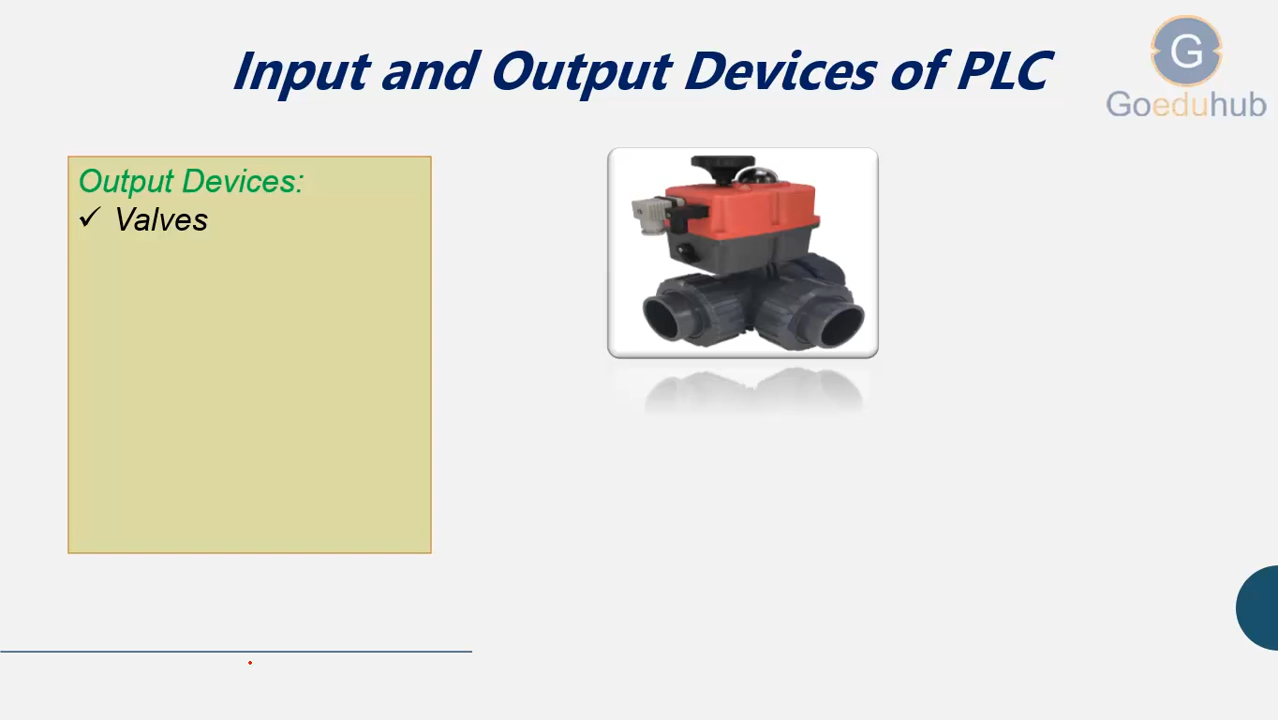 Input and Output Devices of PLC
G
Goeduhub
Output Devices:
✓ Valves